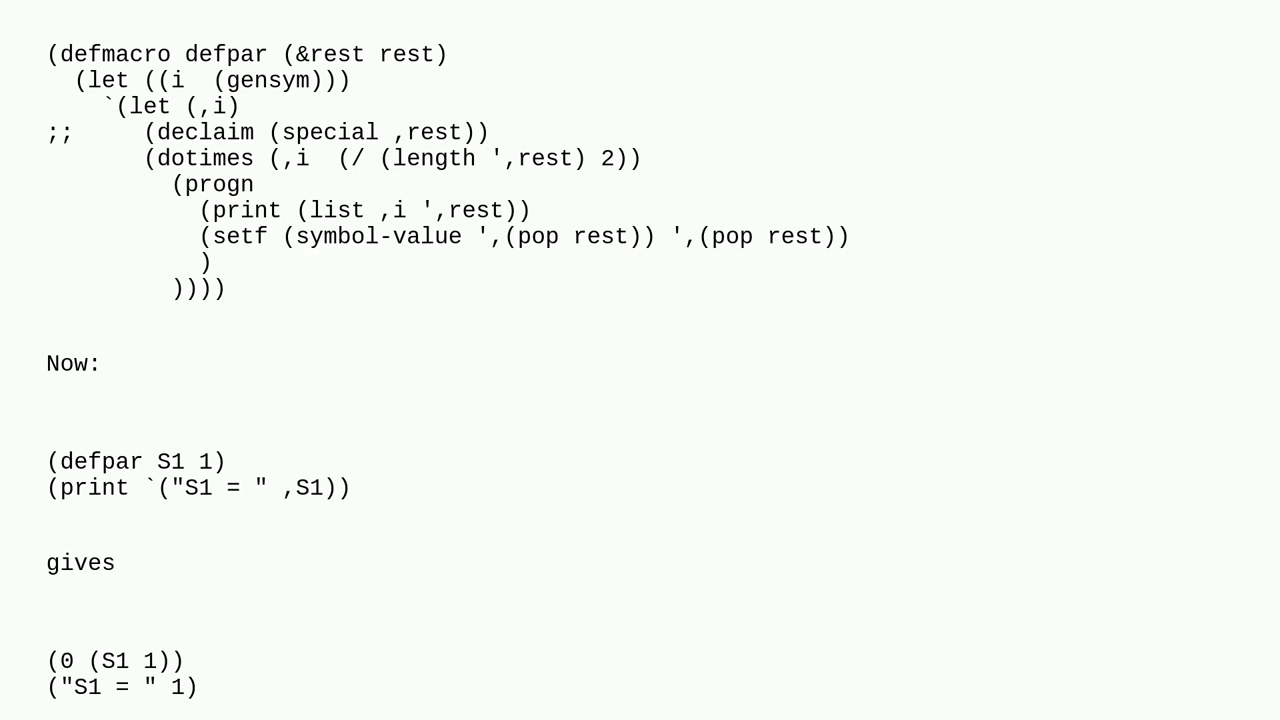 (defmacro defpar (&rest rest)
  (let ((i  (gensym)))
    `(let (,i)
;;     (declaim (special ,rest))
       (dotimes (,i  (/ (length ',rest) 2))
         (progn
           (print (list ,i ',rest))
           (setf (symbol-value ',(pop rest)) ',(pop rest))
           )
         ))))
Now:
(defpar S1 1)
(print `("S1 = " ,S1))
gives
(0 (S1 1))
("S1 = " 1)